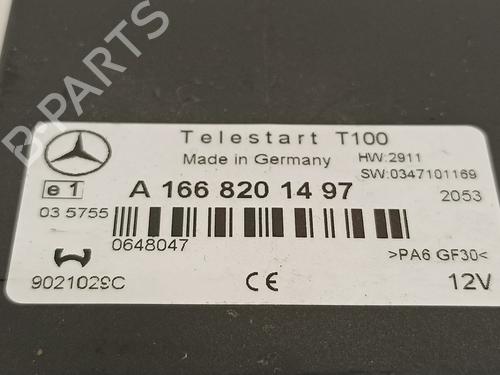 B-PARTS
Telestart T100
Made in Germany
HW:2911
SW:0347101169
e1
A 166 820 14 97
2053
03 5755
0648047
>PA6 GF30<
9021029C
CE
12V